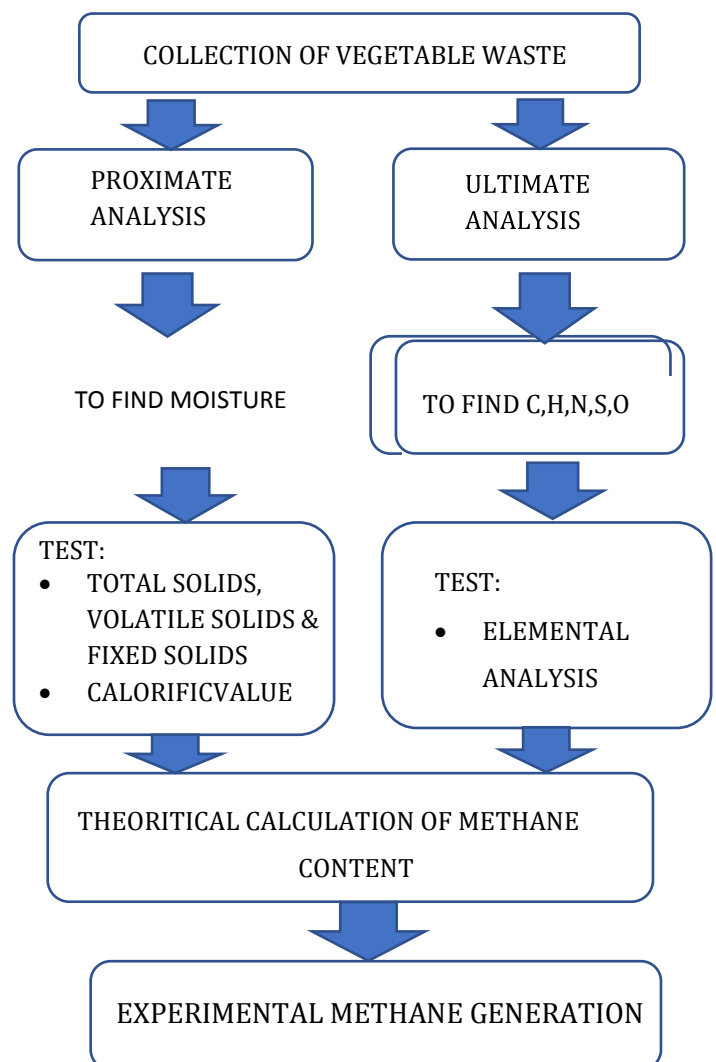 COLLECTION OF VEGETABLE WASTE
PROXIMATE
ANALYSIS
ULTIMATE
ANALYSIS
TO FIND MOISTURE
TO FIND C,H,N,S,O
TEST:
• TOTAL SOLIDS,
VOLATILE SOLIDS &
FIXED SOLIDS
• CALORIFICVALUE
TEST:
• ELEMENTAL
ANALYSIS
THEORITICAL CALCULATION OF METHANE
CONTENT
EXPERIMENTAL METHANE GENERATION